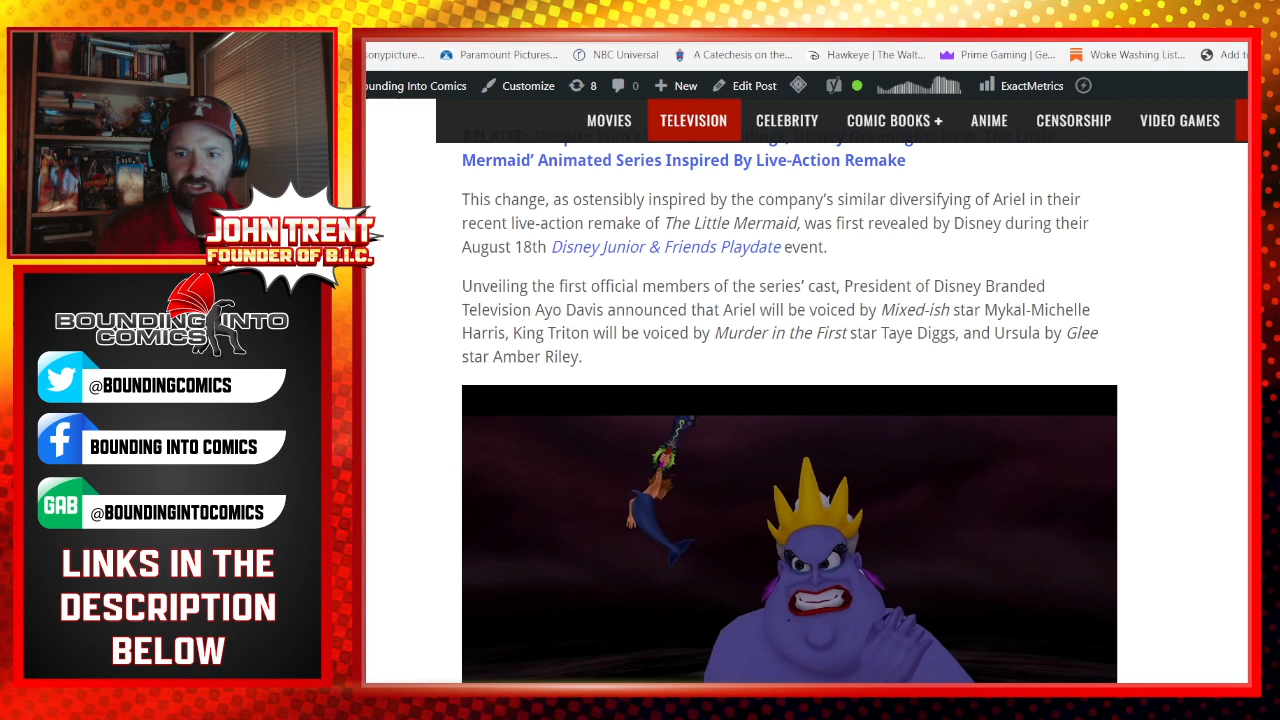 JOHN TRENT
FOUNDER OF B.I.C.
BOUNDING INTO
COMICS
@BOUNDINGCOMICS
BOUNDING INTO COMICS
GAB
@BOUNDINGINTOCOMICS
LINKS IN THE
DESCRIPTION
BELOW
Paramount Pictures... NBC Universal A Catechesis on the... Hawkeye | The Walt... Prime Gaming | Ge... Woke Washing List... Add
ounding Into Comics Customize 8 0 New Edit Post ExactMetrics
MOVIES TELEVISION CELEBRITY COMIC BOOKS + ANIME CENSORSHIP VIDEO GAMES
Mermaid’ Animated Series Inspired By Live-Action Remake
This change, as ostensibly inspired by the company’s similar diversifying of Ariel in their
recent live-action remake of The Little Mermaid, was first revealed by Disney during their
August 18th Disney Junior & Friends Playdate event.
Unveiling the first official members of the series’ cast, President of Disney Branded
Television Ayo Davis announced that Ariel will be voiced by Mixed-ish star Mykal-Michelle
Harris, King Triton will be voiced by Murder in the First star Taye Diggs, and Ursula by Glee
star Amber Riley.